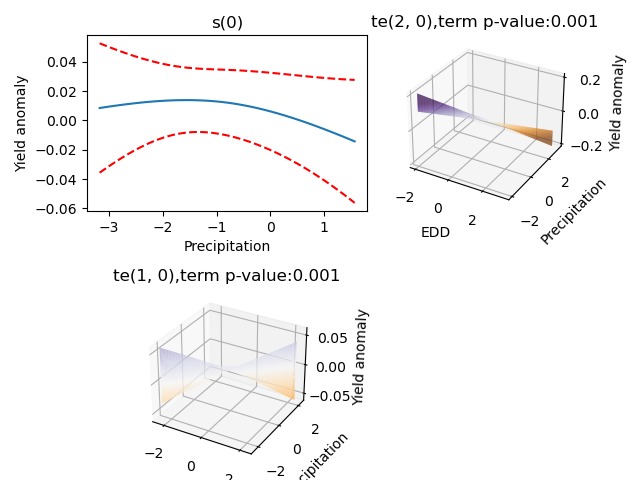 s(0)
Yield anomaly
0.04
0.02
0.00
−0.02
−0.04
−0.06
−3
−2
−1
0
1
Precipitation
te(2, 0),term p-value:0.001
0.2
0.0
−0.2
Yield anomaly
−2
0
2
EDD
−2
0
2
Precipitation
te(1, 0),term p-value:0.001
0.05
0.00
−0.05
Yield anomaly
−2
0
2
−2
0
2
cipitation